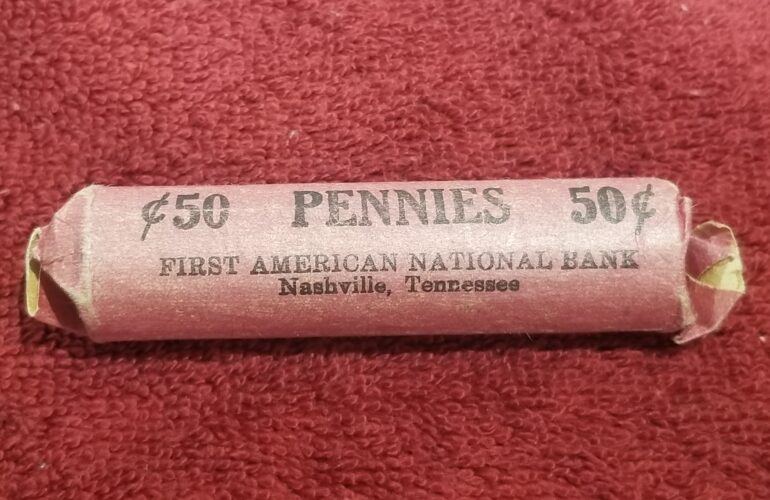 ¢50 PENNIES 50¢
FIRST AMERICAN NATIONAL BANK
Nashville, Tennessee